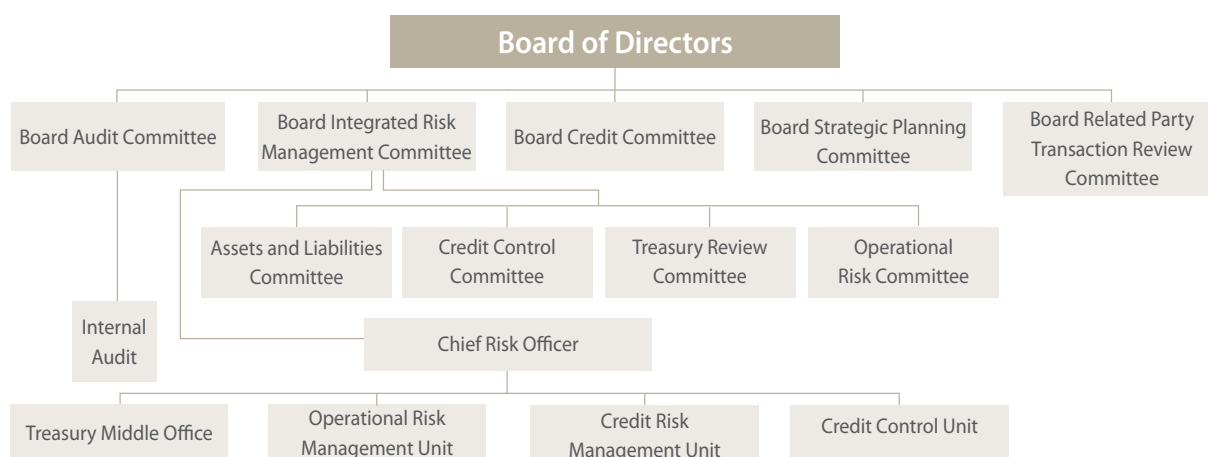 Board of Directors
Board Audit Committee
Board Integrated Risk
Management Committee
Board Credit Committee
Board Strategic Planning
Committee
Board Related Party
Transaction Review
Committee
Assets and Liabilities
Committee
Credit Control
Committee
Treasury Review
Committee
Operational
Risk Committee
Internal
Audit
Chief Risk Officer
Treasury Middle Office
Operational Risk
Management Unit
Credit Risk
Management Unit
Credit Control Unit